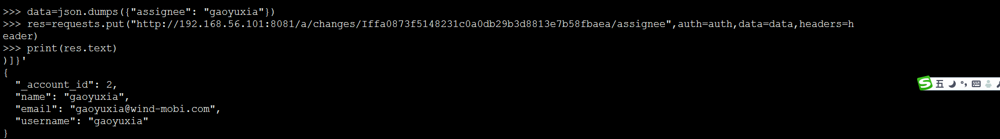 >>> data=json.dumps({"assignee": "gaoyuxia"})
>>> res=requests.put("http://192.168.56.101:8081/a/changes/Iffa0873f5148231c0a0db29b3d8813e7b58fbaea/assignee",auth=auth,data=data,headers=h
eader)
>>> print(res.text)
)]}'
{
  "_account_id": 2,
  "name": "gaoyuxia",
  "email": "gaoyuxia@wind-mobi.com",
  "username": "gaoyuxia"
}
S 五